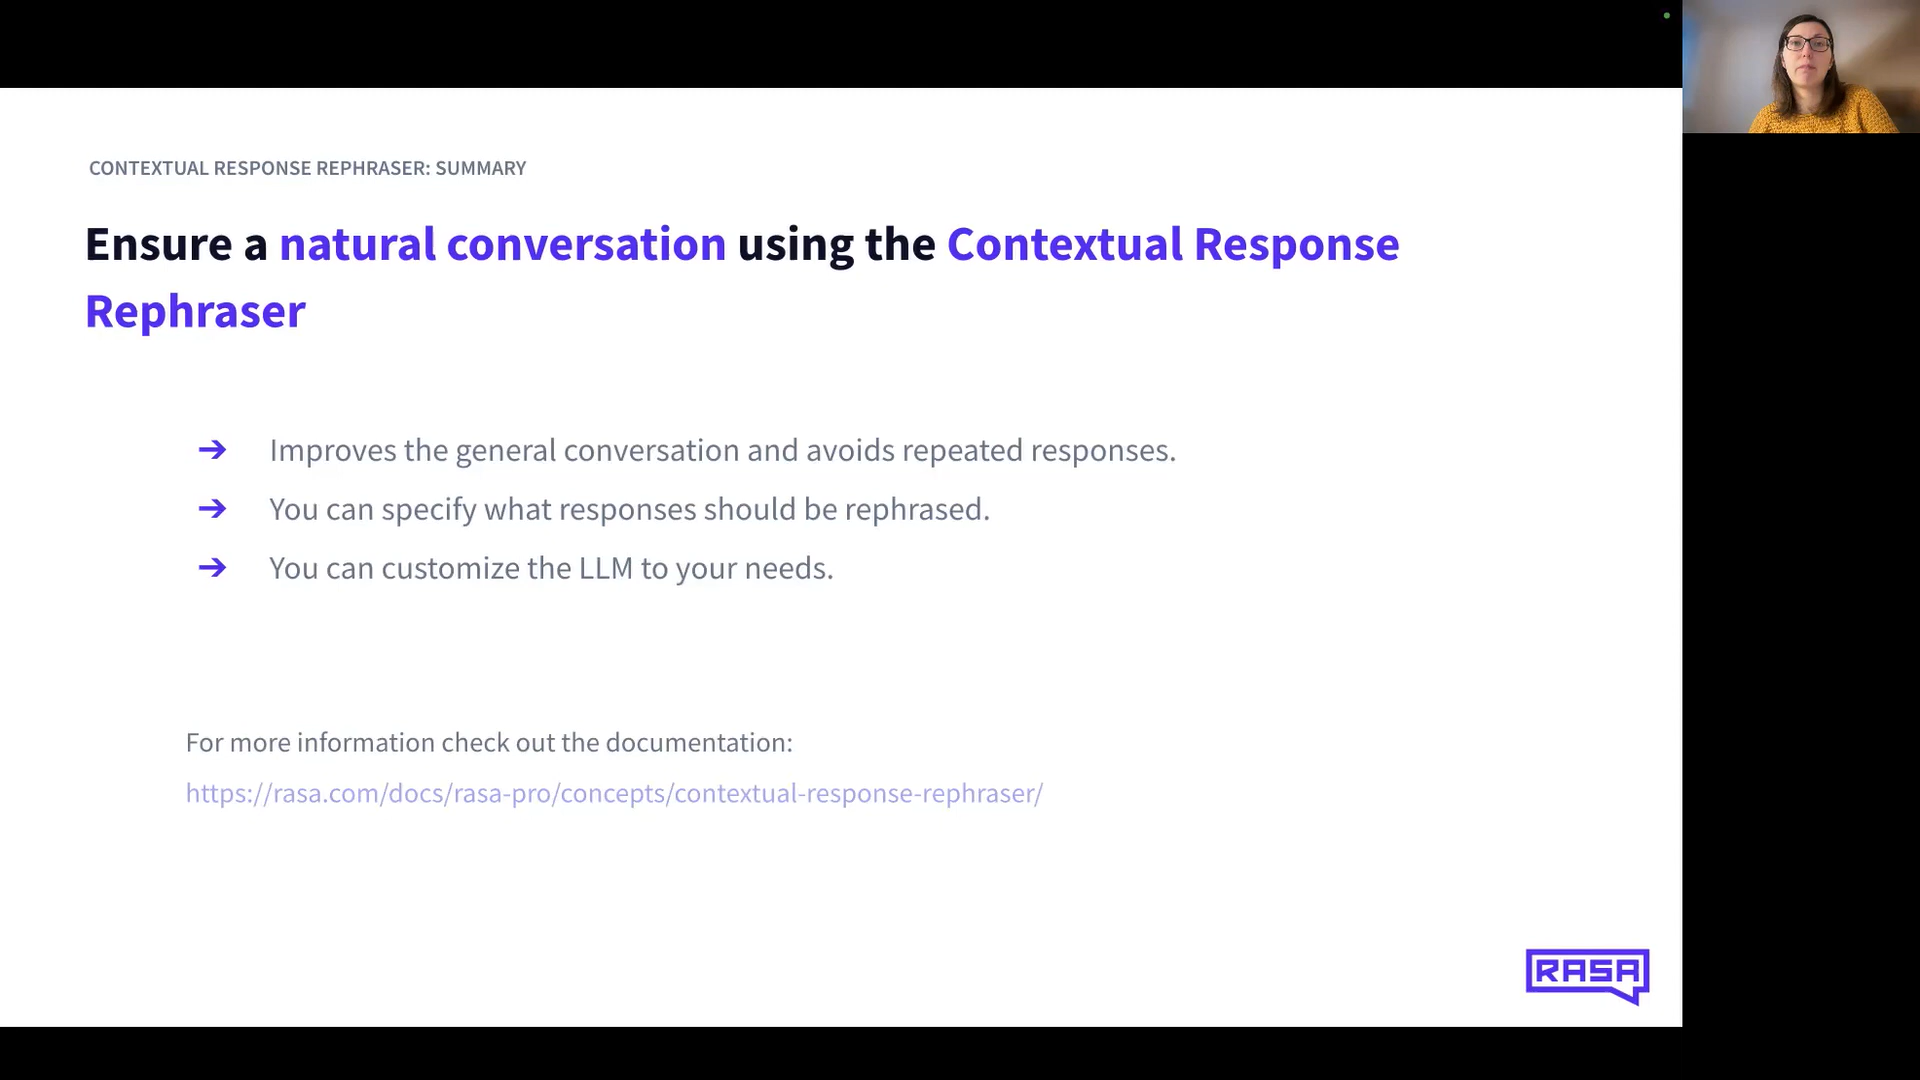 CONTEXTUAL RESPONSE REPHRASER: SUMMARY
Ensure a natural conversation using the Contextual Response
Rephraser
➔ Improves the general conversation and avoids repeated responses.
➔ You can specify what responses should be rephrased.
➔ You can customize the LLM to your needs.
For more information check out the documentation:
https://rasa.com/docs/rasa-pro/concepts/contextual-response-rephraser/
RASA